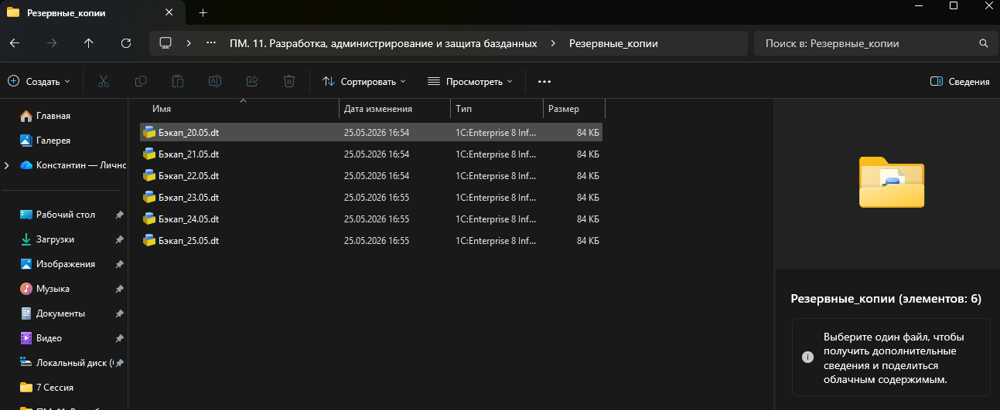 Резервные_копии
ПМ. 11. Разработка, администрирование и защита базданных
Резервные_копии
Поиск в: Резервные_копии
Создать
Сортировать
Просмотреть
Сведения
Имя
Дата изменения
Тип
Размер
Бэкап_20.05.dt 25.05.2026 16:54 1C:Enterprise 8 Inf... 84 КБ
Бэкап_21.05.dt 25.05.2026 16:54 1C:Enterprise 8 Inf... 84 КБ
Бэкап_22.05.dt 25.05.2026 16:54 1C:Enterprise 8 Inf... 84 КБ
Бэкап_23.05.dt 25.05.2026 16:55 1C:Enterprise 8 Inf... 84 КБ
Бэкап_24.05.dt 25.05.2026 16:55 1C:Enterprise 8 Inf... 84 КБ
Бэкап_25.05.dt 25.05.2026 16:55 1C:Enterprise 8 Inf... 84 КБ
Главная
Галерея
Константин — Личнс
Рабочий стол
Загрузки
Изображения
Музыка
Документы
Видео
Локальный диск (
7 Сессия
Резервные_копии (элементов: 6)
Выберите один файл, чтобы
получить дополнительные
сведения и поделиться
облачным содержимым.